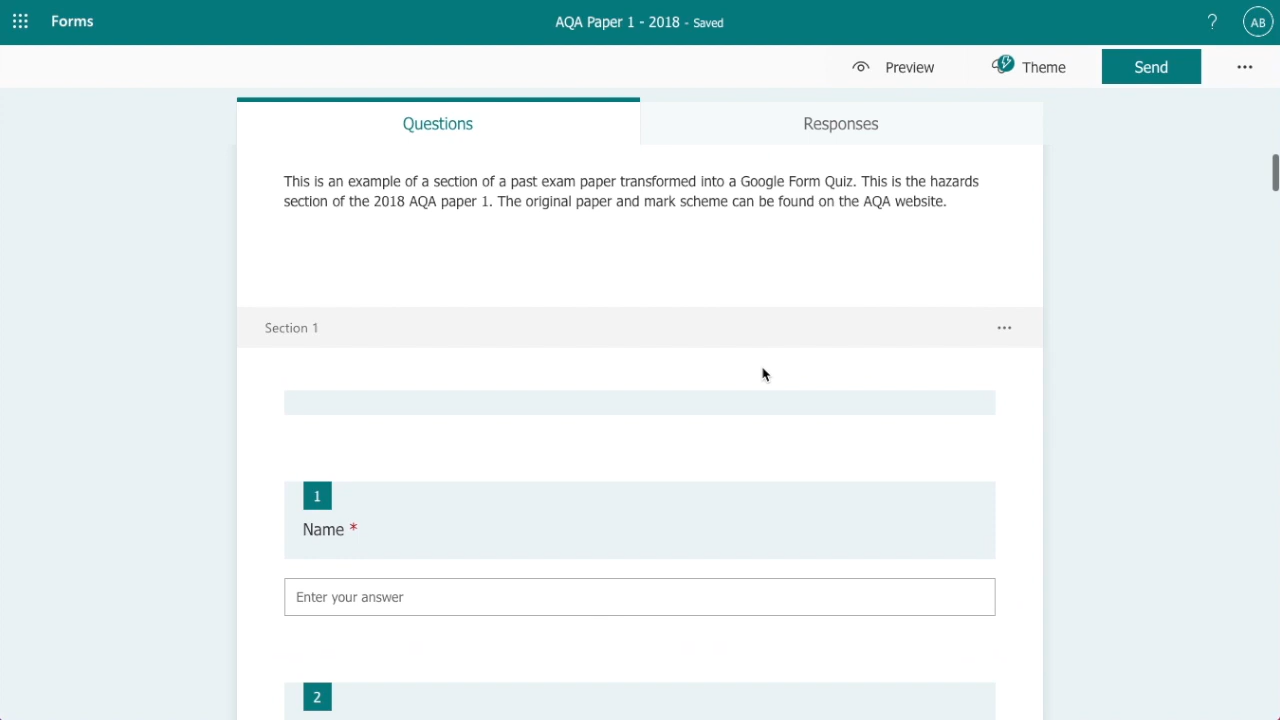 Forms
AQA Paper 1 - 2018 - Saved
? AB
Preview
Theme
Send
...
Questions
Responses
This is an example of a section of a past exam paper transformed into a Google Form Quiz. This is the hazards
section of the 2018 AQA paper 1. The original paper and mark scheme can be found on the AQA website.
Section 1
...
1
Name *
Enter your answer
2